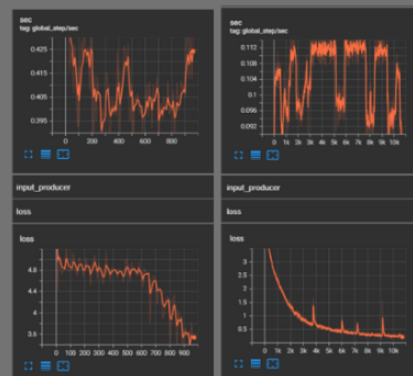 sec
tag: global_step/sec
0.425
0.415
0.405
0.395
0 200 400 600 800
input_producer
loss
loss
4.8
4.4
4
3.6
0 100 200 300 400 500 600 700 800 900
sec
tag: global_step/sec
0.112
0.108
0.104
0.1
0.096
0.092
0 1k 2k 3k 4k 5k 6k 7k 8k 9k 10k
input_producer
loss
loss
3.5
2.5
1.5
0.5
0 1k 2k 3k 4k 5k 6k 7k 8k 9k 10k